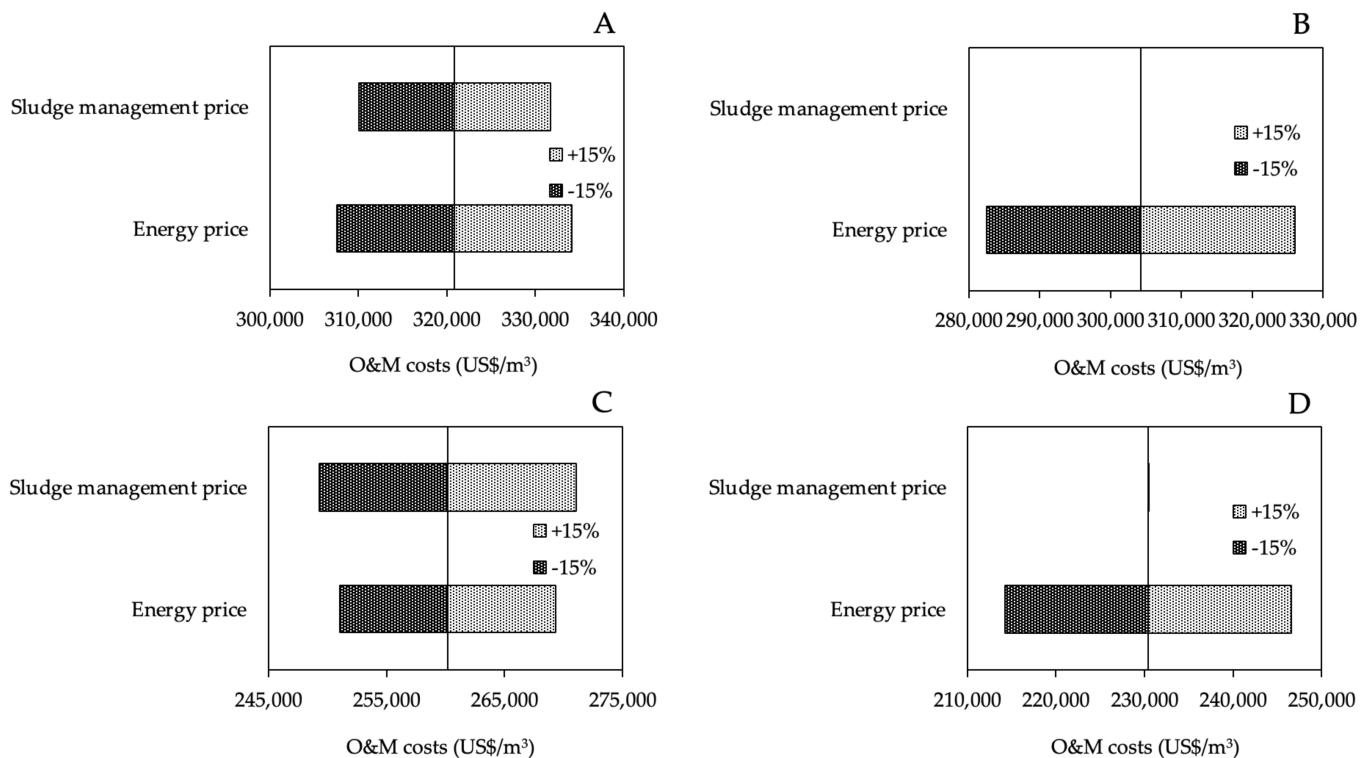 A
Sludge management price
+15%
-15%
Energy price
300,000 310,000 320,000 330,000 340,000
O&M costs (US$/m³)
B
Sludge management price
+15%
-15%
Energy price
280,000 290,000 300,000 310,000 320,000 330,000
O&M costs (US$/m³)
C
Sludge management price
+15%
-15%
Energy price
245,000 255,000 265,000 275,000
O&M costs (US$/m³)
D
Sludge management price
+15%
-15%
Energy price
210,000 220,000 230,000 240,000 250,000
O&M costs (US$/m³)